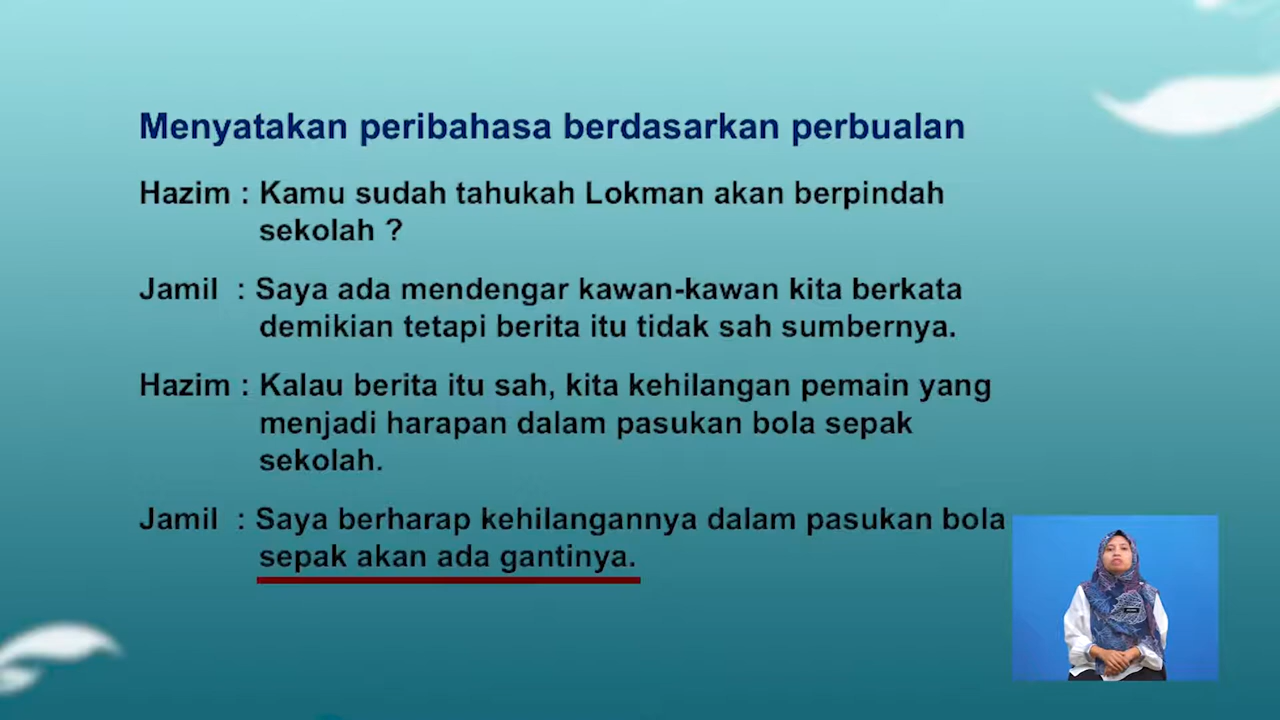 Menyatakan peribahasa berdasarkan perbualan
Hazim : Kamu sudah tahukah Lokman akan berpindah
sekolah ?
Jamil : Saya ada mendengar kawan-kawan kita berkata
demikian tetapi berita itu tidak sah sumbernya.
Hazim : Kalau berita itu sah, kita kehilangan pemain yang
menjadi harapan dalam pasukan bola sepak
sekolah.
Jamil : Saya berharap kehilangannya dalam pasukan bola
sepak akan ada gantinya.